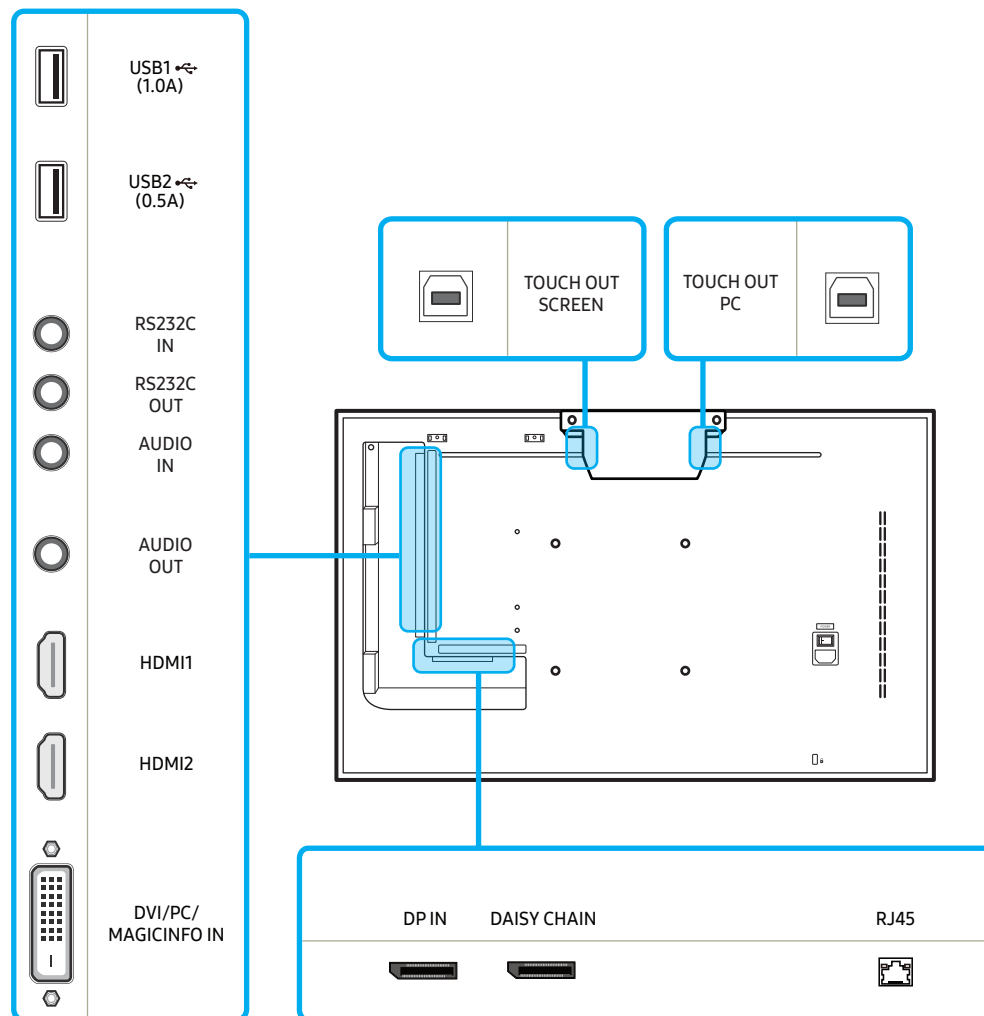 USB1
(1.0A)
USB2
(0.5A)
RS232C
IN
RS232C
OUT
AUDIO
IN
AUDIO
OUT
HDMI1
HDMI2
DVI/PC/
MAGICINFO IN
TOUCH OUT
SCREEN
TOUCH OUT
PC
DP IN
DAISY CHAIN
RJ45